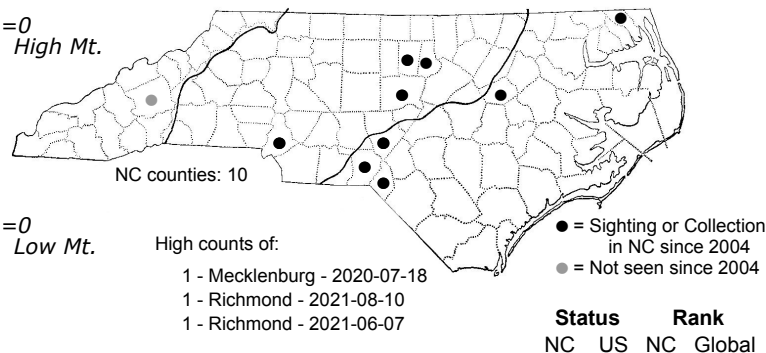 =0
High Mt.
NC counties: 10
=0
Low Mt.
High counts of:
1 - Mecklenburg - 2020-07-18
1 - Richmond - 2021-08-10
1 - Richmond - 2021-06-07
= Sighting or Collection
in NC since 2004
= Not seen since 2004
Status Rank
NC US NC Global